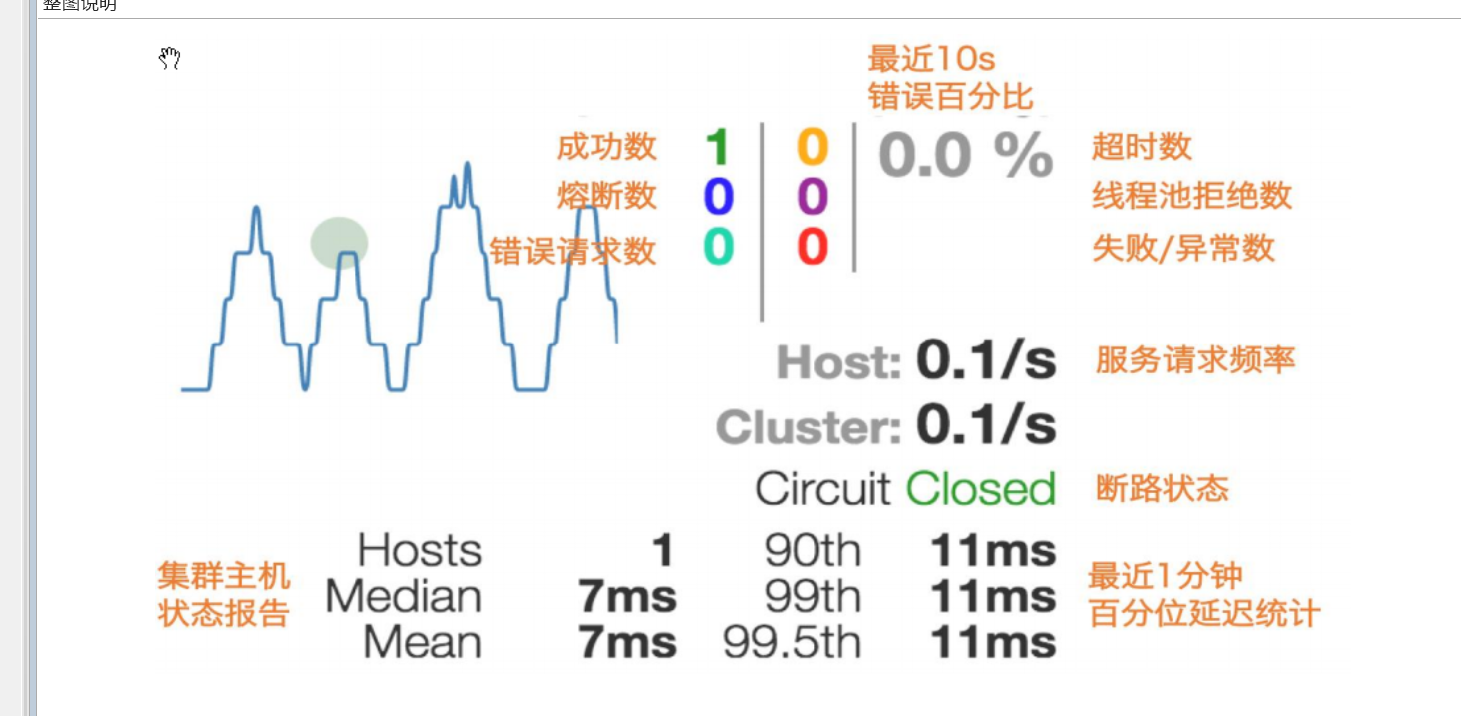 整图说明
最近10s
错误百分比
成功数 1 0 0.0 % 超时数
熔断数 0 0 线程池拒绝数
错误请求数 0 0 失败/异常数
Host: 0.1/s 服务请求频率
Cluster: 0.1/s
Circuit Closed 断路状态
集群主机
状态报告
Hosts 1 90th 11ms
Median 7ms 99th 11ms
Mean 7ms 99.5th 11ms
最近1分钟
百分位延迟统计